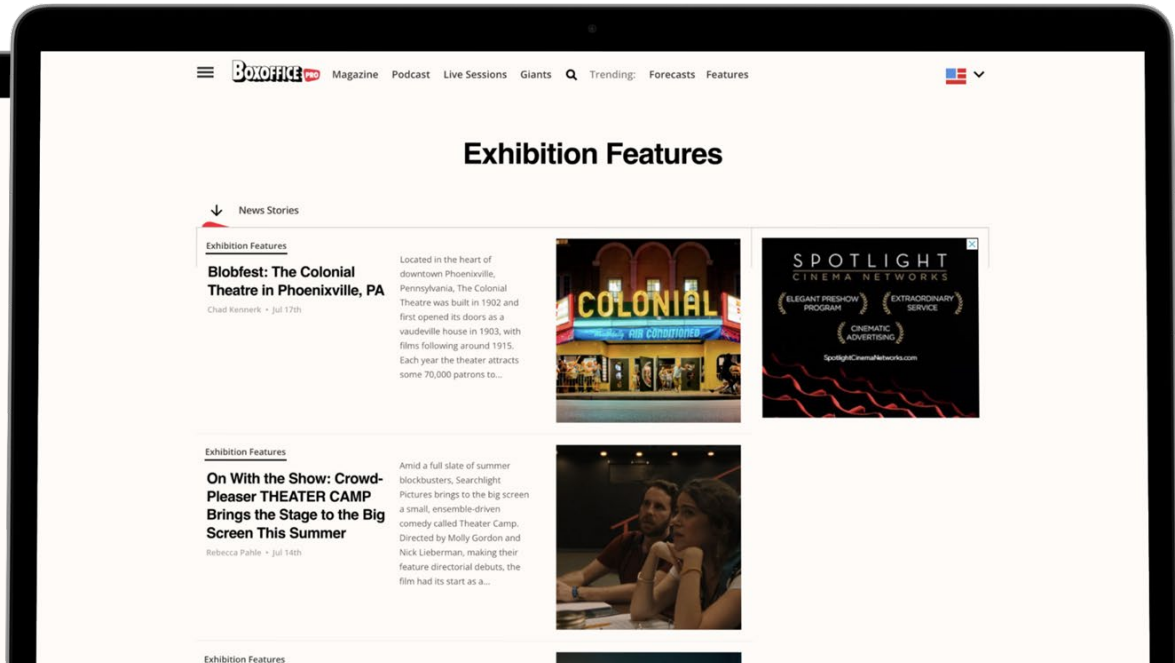 BOXOFFICE PRO Magazine Podcast Live Sessions Giants Trending: Forecasts Features
Exhibition Features
News Stories
Exhibition Features
Blobfest: The Colonial
Theatre in Phoenixville, PA
Chad Kennerk • Jul 17th
Located in the heart of
downtown Phoenixville,
Pennsylvania, The Colonial
Theatre was built in 1902 and
first opened its doors as a
vaudeville house in 1903, with
films following around 1915.
Each year the theater attracts
some 70,000 patrons to...
COLONIAL
AIR CONDITIONED
SPOTLIGHT
CINEMA NETWORKS
ELEGANT PRESHOW
PROGRAM
EXTRAORDINARY
SERVICE
CINEMATIC
ADVERTISING
SpotlightCinemaNetworks.com
Exhibition Features
On With the Show: Crowd-
Pleaser THEATER CAMP
Brings the Stage to the Big
Screen This Summer
Rebecca Pahle • Jul 14th
Amid a full slate of summer
blockbusters, Searchlight
Pictures brings to the big screen
a small, ensemble-driven
comedy called Theater Camp.
Directed by Molly Gordon and
Nick Lieberman, making their
feature directorial debuts, the
film had its start as a...
Exhibition Features